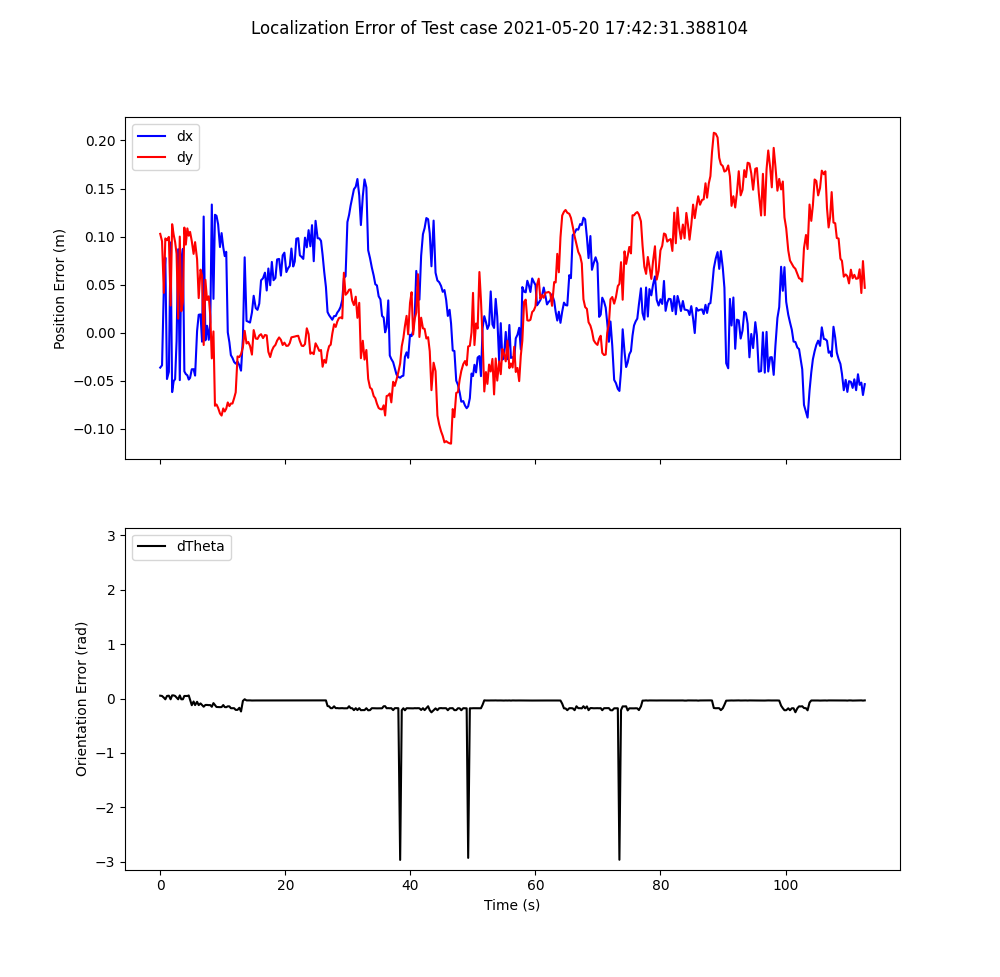 Localization Error of Test case 2021-05-20 17:42:31.388104
dx
dy
0.20
0.15
0.10
0.05
0.00
−0.05
−0.10
Position Error (m)
dTheta
3
2
1
0
−1
−2
−3
Orientation Error (rad)
0 20 40 60 80 100
Time (s)